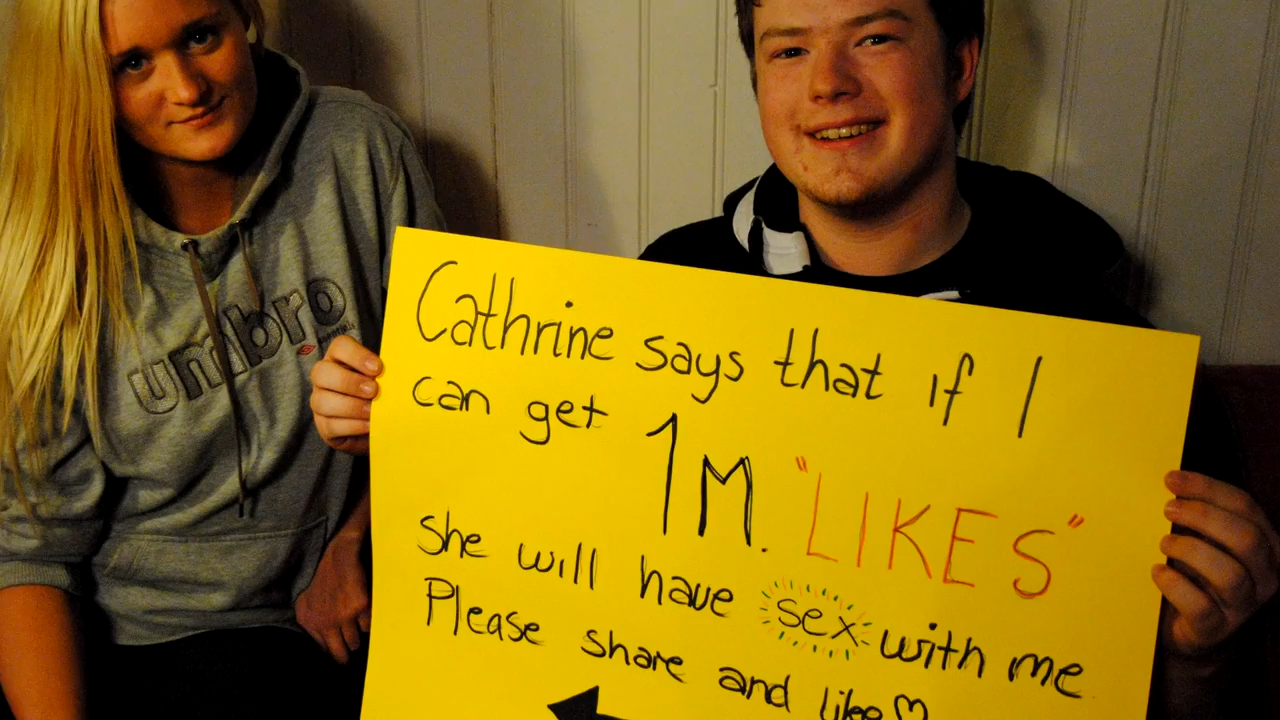 umbro
Cathrine says that if I
can get 1M. "LIKES"
She will have sex with me
Please share and like♡